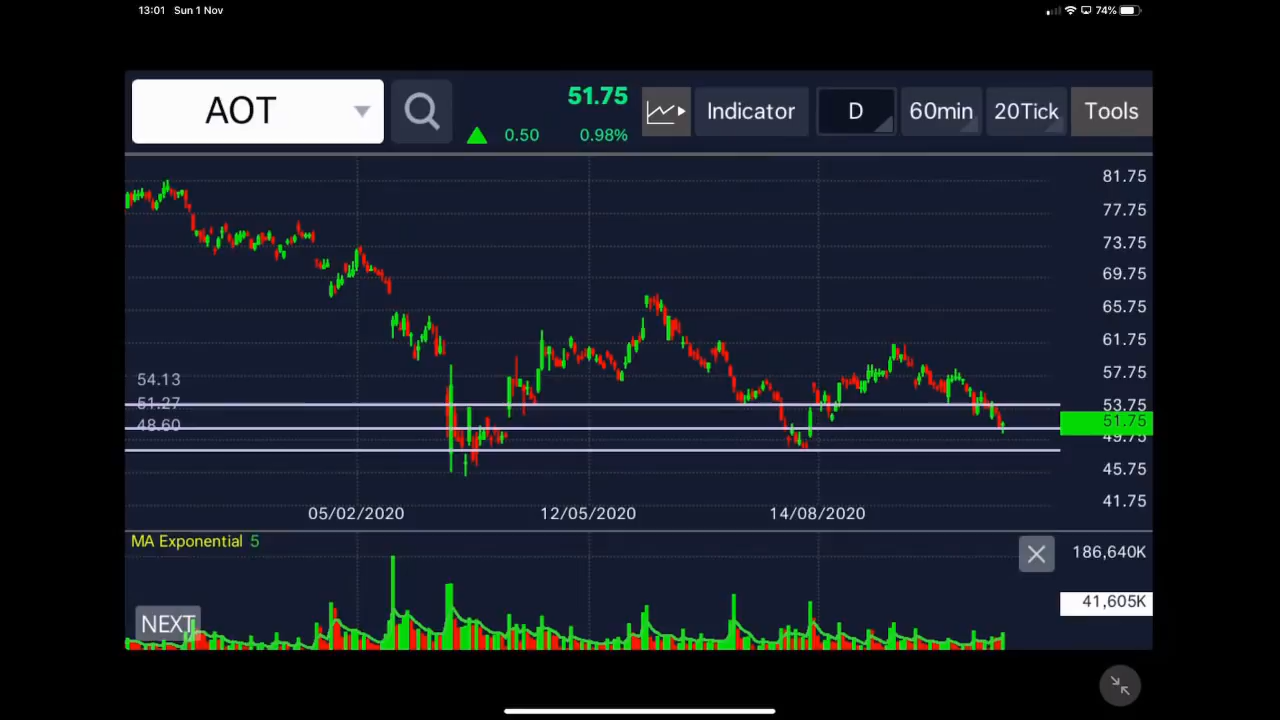 13:01 Sun 1 Nov
74%
AOT
51.75
0.50 0.98%
Indicator
D
60min
20Tick
Tools
81.75
77.75
73.75
69.75
65.75
61.75
57.75
53.75
51.75
49.75
45.75
41.75
54.13
51.27
48.60
05/02/2020 12/05/2020 14/08/2020
MA Exponential 5
186,640K
41,605K
NEXT